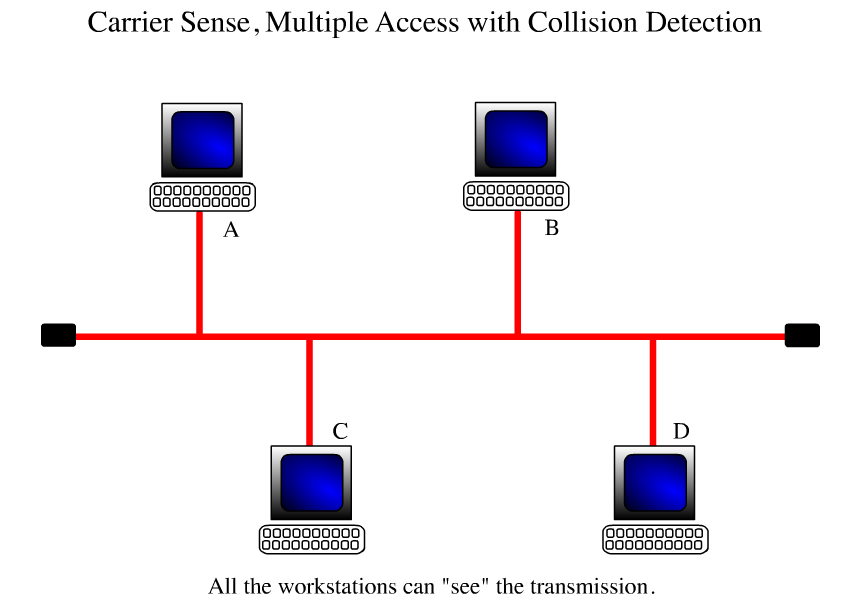 Carrier Sense, Multiple Access with Collision Detection
A
B
C
D
All the workstations can "see" the transmission.